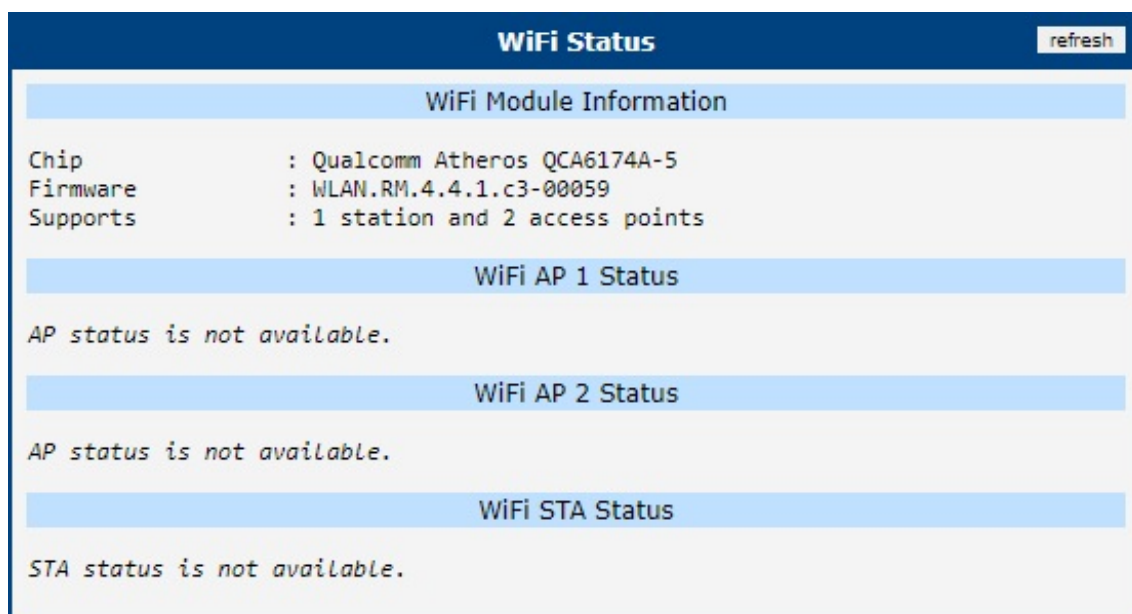 WiFi Status
refresh
WiFi Module Information
Chip : Qualcomm Atheros QCA6174A-5
Firmware : WLAN.RM.4.4.1.c3-00059
Supports : 1 station and 2 access points
WiFi AP 1 Status
AP status is not available.
WiFi AP 2 Status
AP status is not available.
WiFi STA Status
STA status is not available.